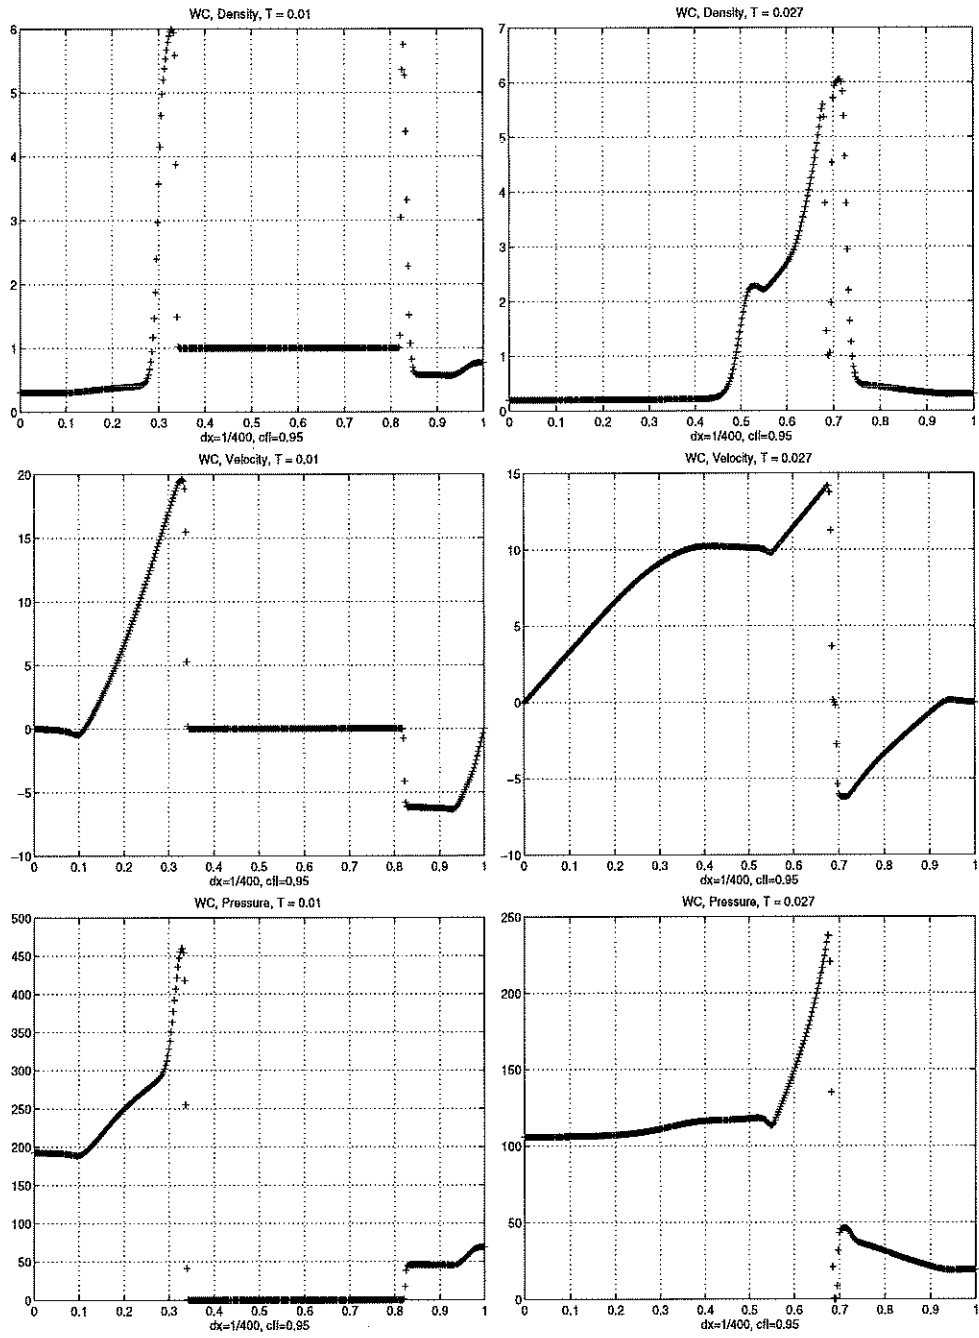 WC, Density, T = 0.01
6
5
4
3
2
1
0
0 0.1 0.2 0.3 0.4 0.5 0.6 0.7 0.8 0.9 1
dx=1/400, cfl=0.95
WC, Density, T = 0.027
7
6
5
4
3
2
1
0
0 0.1 0.2 0.3 0.4 0.5 0.6 0.7 0.8 0.9 1
dx=1/400, cfl=0.95
WC, Velocity, T = 0.01
20
15
10
5
0
−5
−10
0 0.1 0.2 0.3 0.4 0.5 0.6 0.7 0.8 0.9 1
dx=1/400, cfl=0.95
WC, Velocity, T = 0.027
15
10
5
0
−5
−10
0 0.1 0.2 0.3 0.4 0.5 0.6 0.7 0.8 0.9 1
dx=1/400, cfl=0.95
WC, Pressure, T = 0.01
500
450
400
350
300
250
200
150
100
50
0
0 0.1 0.2 0.3 0.4 0.5 0.6 0.7 0.8 0.9 1
dx=1/400, cfl=0.95
WC, Pressure, T = 0.027
250
200
150
100
50
0
0 0.1 0.2 0.3 0.4 0.5 0.6 0.7 0.8 0.9 1
dx=1/400, cfl=0.95